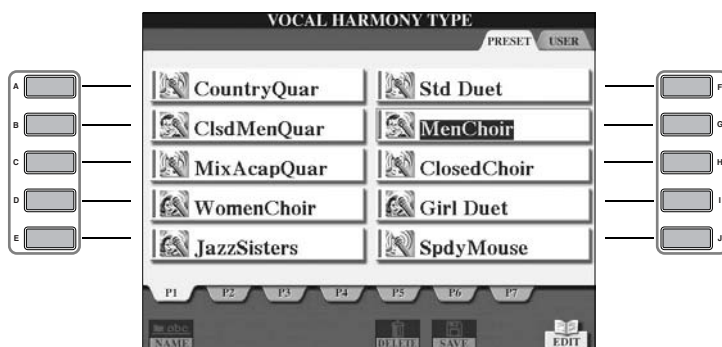 VOCAL HARMONY TYPE
PRESET USER
A CountryQuar Std Duet F
B ClsdMenQuar MenChoir G
C MixAcapQuar ClosedChoir H
D WomenChoir Girl Duet I
E JazzSisters SpdyMouse J
P1 P2 P3 P4 P5 P6 P7
abc
NAME DELETE SAVE EDIT